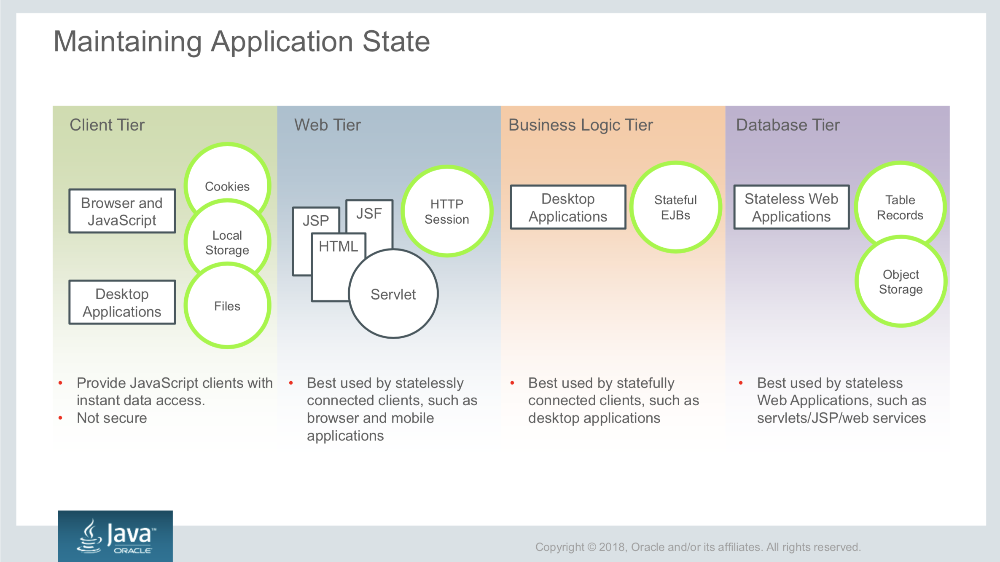 Maintaining Application State
Client Tier
Cookies
Browser and
JavaScript
Local
Storage
Desktop
Applications
Files
• Provide JavaScript clients with
instant data access.
• Not secure
Web Tier
JSP
JSF
HTML
Servlet
HTTP
Session
• Best used by statelessly
connected clients, such as
browser and mobile
applications
Business Logic Tier
Desktop
Applications
Stateful
EJBs
• Best used by statefully
connected clients, such as
desktop applications
Database Tier
Stateless Web
Applications
Table
Records
Object
Storage
• Best used by stateless
Web Applications, such as
servlets/JSP/web services
Java™
ORACLE
Copyright © 2018, Oracle and/or its affiliates. All rights reserved.